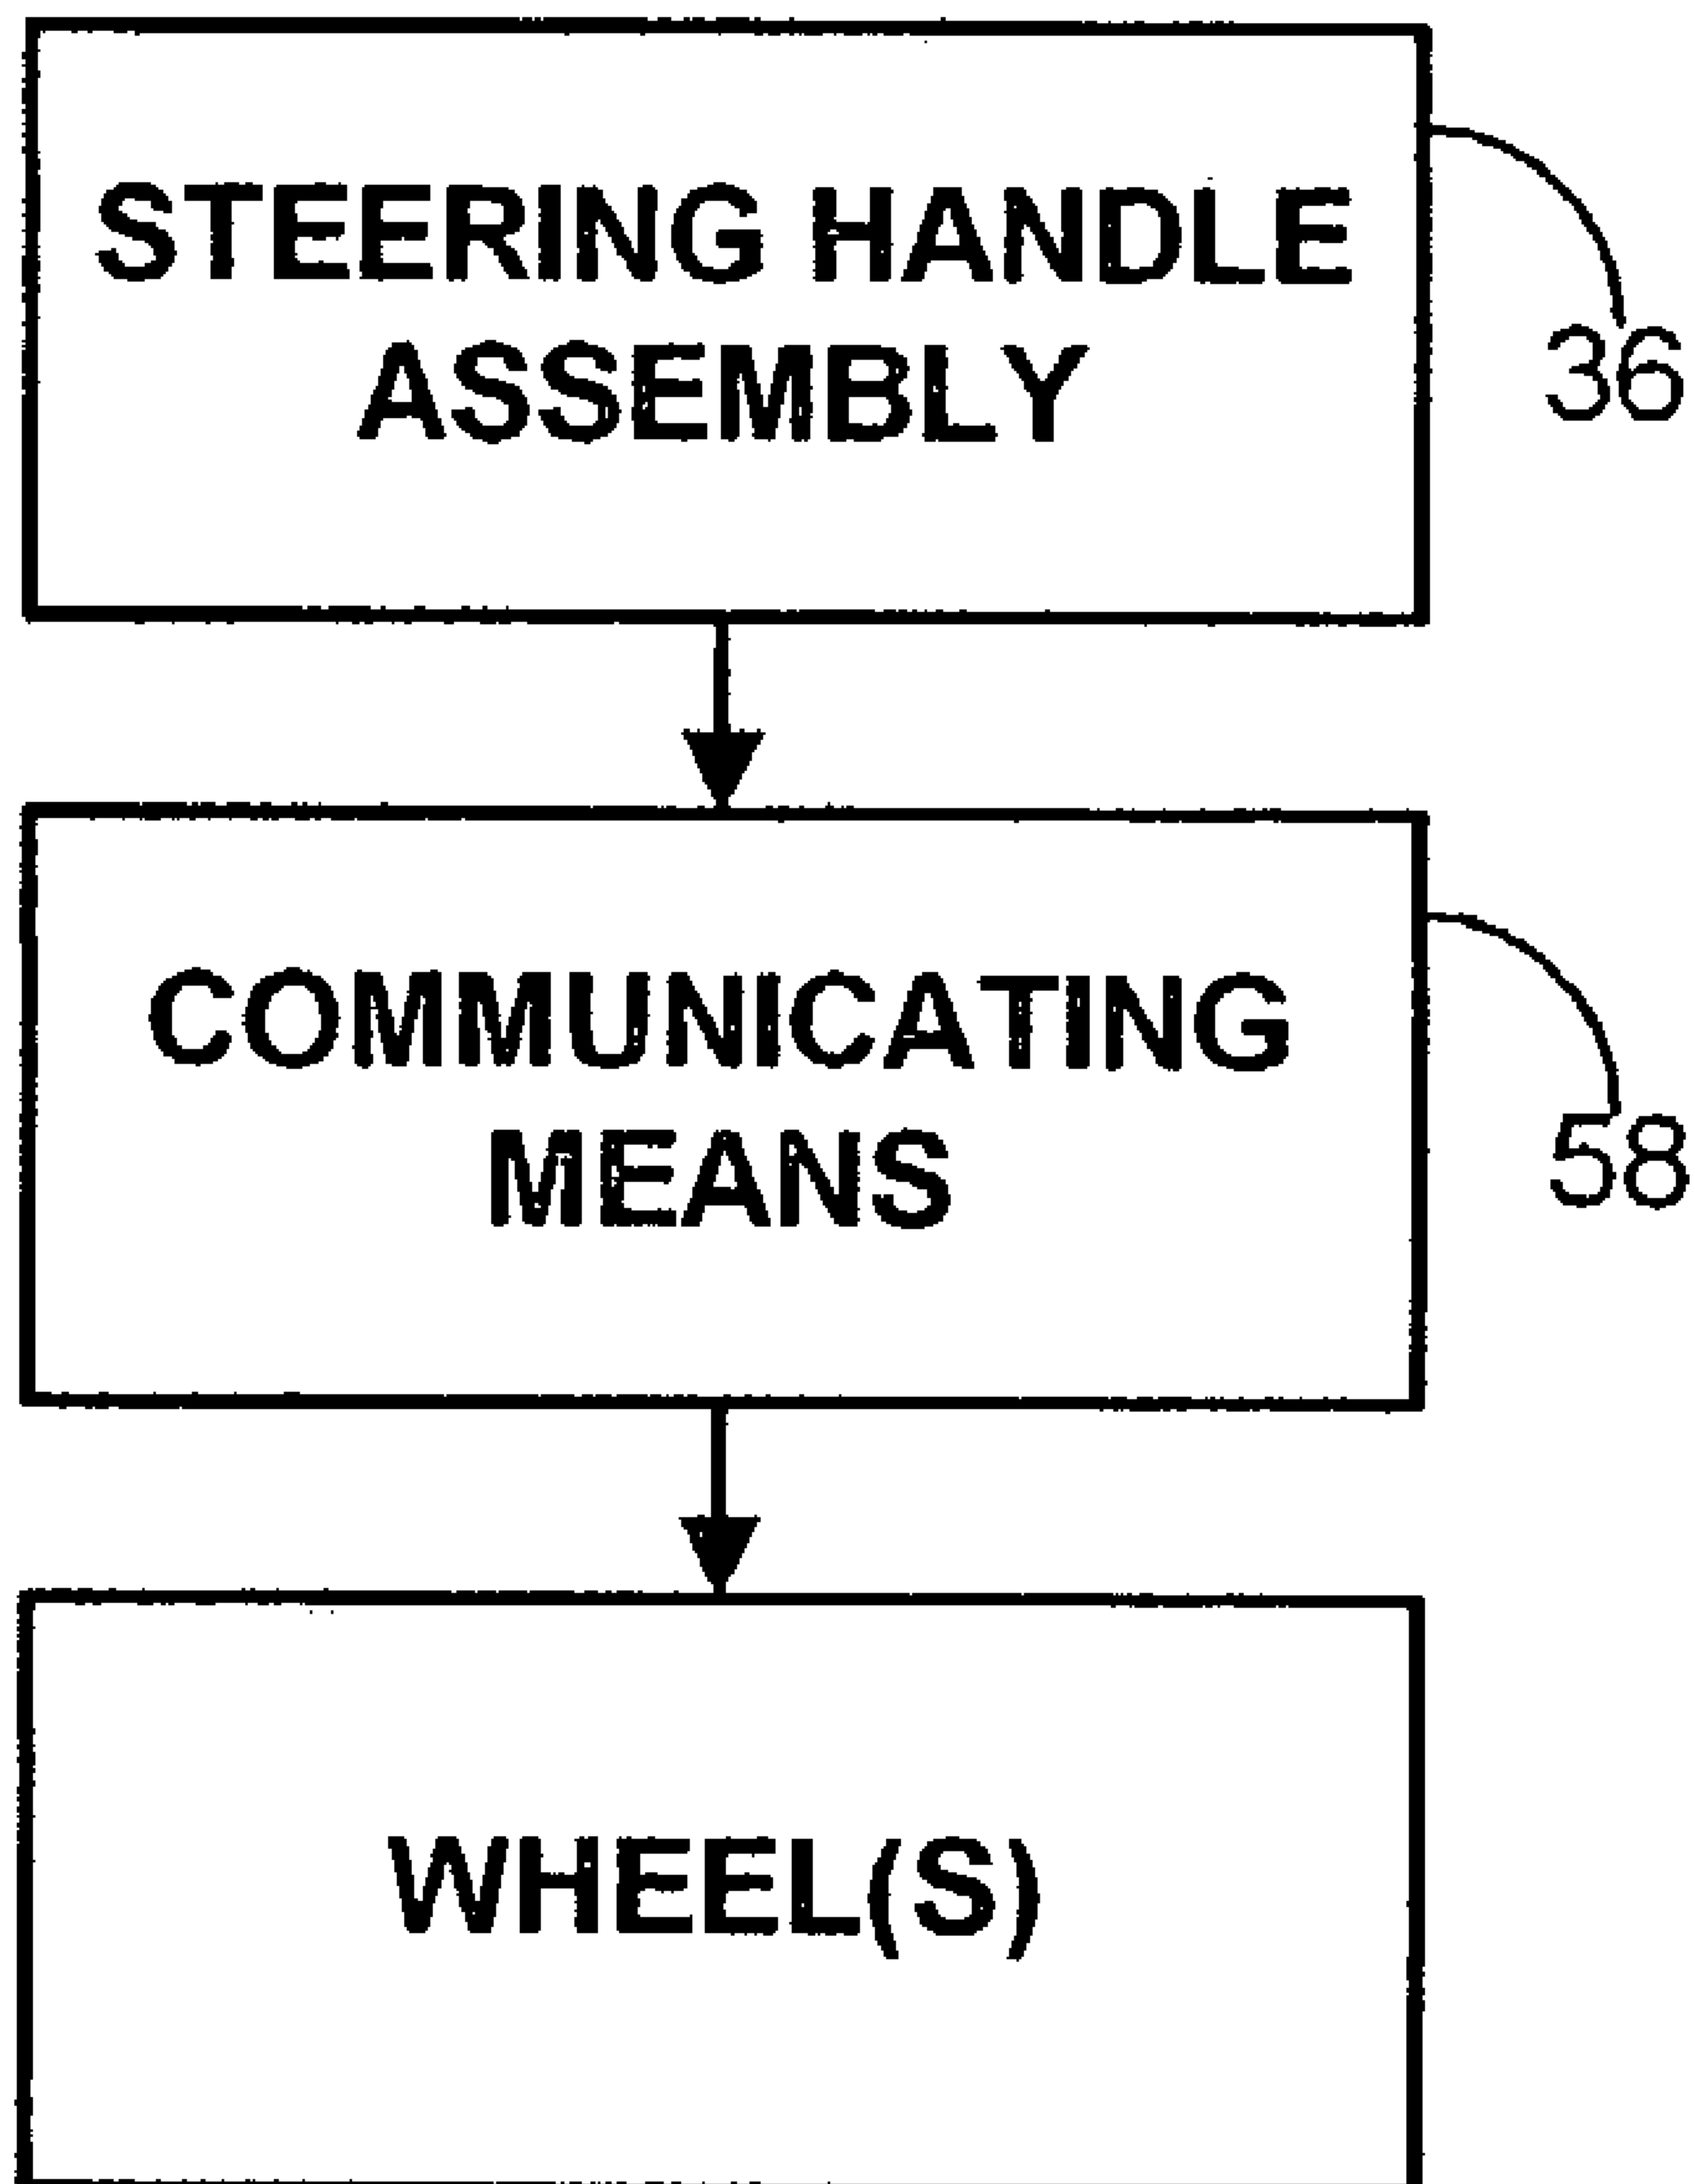 STEERING HANDLE
ASSEMBLY
36
COMMUNICATING
MEANS
58
WHEEL(S)